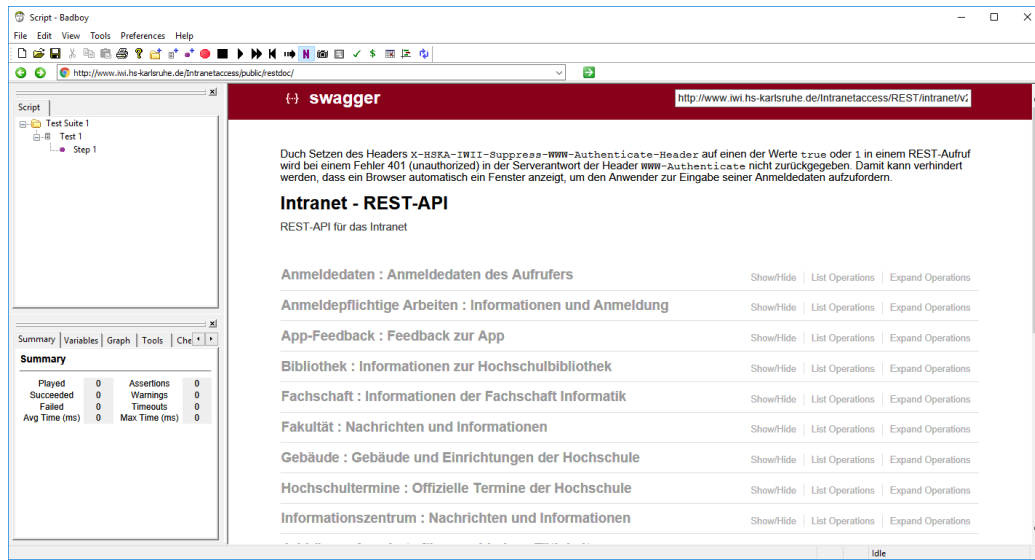 Script - Badboy
File Edit View Tools Preferences Help
N
http://www.iwi.hs-karlsruhe.de/Intranetaccess/public/restdoc/
Script
Test Suite 1
Test 1
Step 1
Summary Variables Graph Tools Che
Summary
Played 0 Assertions 0
Succeeded 0 Warnings 0
Failed 0 Timeouts 0
Avg Time (ms) 0 Max Time (ms) 0
{···} swagger http://www.iwi.hs-karlsruhe.de/Intranetaccess/REST/intranet/v2
Duch Setzen des Headers X-HSKA-IWII-Suppress-WWW-Authenticate-Header auf einen der Werte true oder 1 in einem REST-Aufruf
wird bei einem Fehler 401 (unauthorized) in der Serverantwort der Header WWW-Authenticate nicht zurückgegeben. Damit kann verhindert
werden, dass ein Browser automatisch ein Fenster anzeigt, um den Anwender zur Eingabe seiner Anmeldedaten aufzufordern.
Intranet - REST-API
REST-API für das Intranet
Anmeldedaten : Anmeldedaten des Aufrufers Show/Hide List Operations Expand Operations
Anmeldepflichtige Arbeiten : Informationen und Anmeldung Show/Hide List Operations Expand Operations
App-Feedback : Feedback zur App Show/Hide List Operations Expand Operations
Bibliothek : Informationen zur Hochschulbibliothek Show/Hide List Operations Expand Operations
Fachschaft : Informationen der Fachschaft Informatik Show/Hide List Operations Expand Operations
Fakultät : Nachrichten und Informationen Show/Hide List Operations Expand Operations
Gebäude : Gebäude und Einrichtungen der Hochschule Show/Hide List Operations Expand Operations
Hochschultermine : Offizielle Termine der Hochschule Show/Hide List Operations Expand Operations
Informationszentrum : Nachrichten und Informationen Show/Hide List Operations Expand Operations
Idle